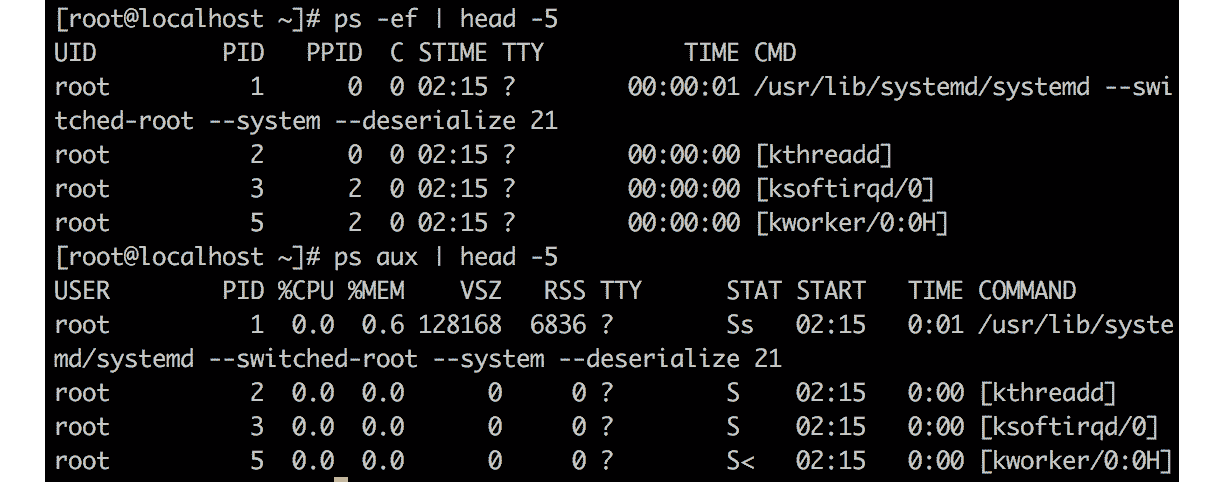 [root@localhost ~]# ps -ef | head -5
UID        PID  PPID  C STIME TTY          TIME CMD
root         1     0  0 02:15 ?        00:00:01 /usr/lib/systemd/systemd --swi
tched-root --system --deserialize 21
root         2     0  0 02:15 ?        00:00:00 [kthreadd]
root         3     2  0 02:15 ?        00:00:00 [ksoftirqd/0]
root         5     2  0 02:15 ?        00:00:00 [kworker/0:0H]
[root@localhost ~]# ps aux | head -5
USER       PID %CPU %MEM    VSZ   RSS TTY      STAT START   TIME COMMAND
root         1  0.0  0.6 128168  6836 ?        Ss   02:15   0:01 /usr/lib/syste
md/systemd --switched-root --system --deserialize 21
root         2  0.0  0.0      0     0 ?        S    02:15   0:00 [kthreadd]
root         3  0.0  0.0      0     0 ?        S    02:15   0:00 [ksoftirqd/0]
root         5  0.0  0.0      0     0 ?        S<   02:15   0:00 [kworker/0:0H]